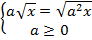 a√x = √a²x
a ≥ 0